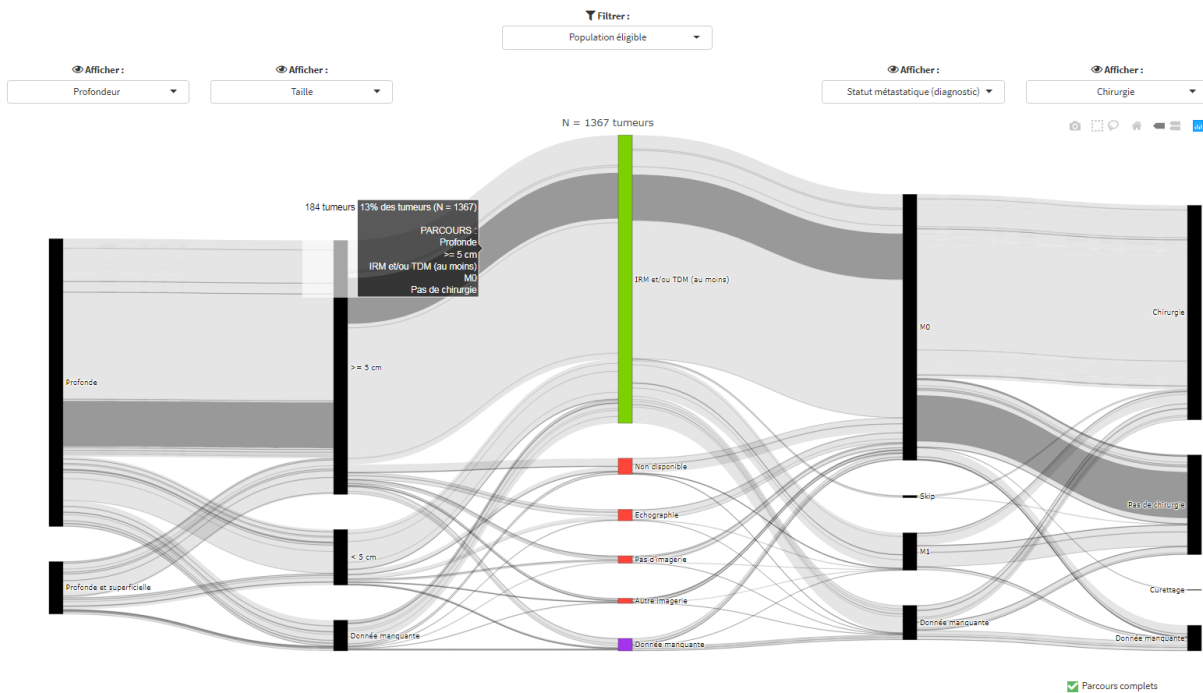 Filtrer :
Population éligible
Afficher :
Afficher :
Afficher :
Afficher :
Profondeur
Taille
Statut métastatique (diagnostic)
Chirurgie
N = 1367 tumeurs
184 tumeurs
13% des tumeurs (N = 1367)
PARCOURS :
Profonde
>= 5 cm
IRM et/ou TDM (au moins)
M0
Pas de chirurgie
Profonde
Profonde et superficielle
>= 5 cm
< 5 cm
Donnée manquante
IRM et/ou TDM (au moins)
Non disponible
Echographie
Pas d'imagerie
Autre imagerie
Donnée manquante
M0
Skip
M1
Donnée manquante
Chirurgie
Pas de chirurgie
Curettage
Donnée manquante
Parcours complets